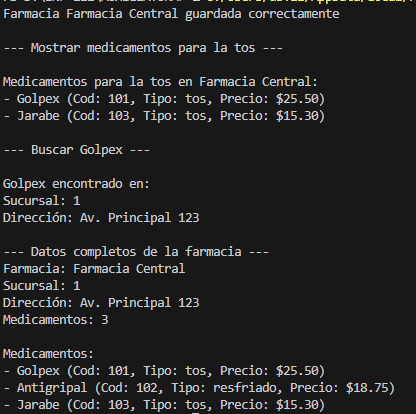 Farmacia Farmacia Central guardada correctamente
--- Mostrar medicamentos para la tos ---
Medicamentos para la tos en Farmacia Central:
- Golpex (Cod: 101, Tipo: tos, Precio: $25.50)
- Jarabe (Cod: 103, Tipo: tos, Precio: $15.30)
--- Buscar Golpex ---
Golpex encontrado en:
Sucursal: 1
Dirección: Av. Principal 123
--- Datos completos de la farmacia ---
Farmacia: Farmacia Central
Sucursal: 1
Dirección: Av. Principal 123
Medicamentos: 3
Medicamentos:
- Golpex (Cod: 101, Tipo: tos, Precio: $25.50)
- Antigripal (Cod: 102, Tipo: resfriado, Precio: $18.75)
- Jarabe (Cod: 103, Tipo: tos, Precio: $15.30)